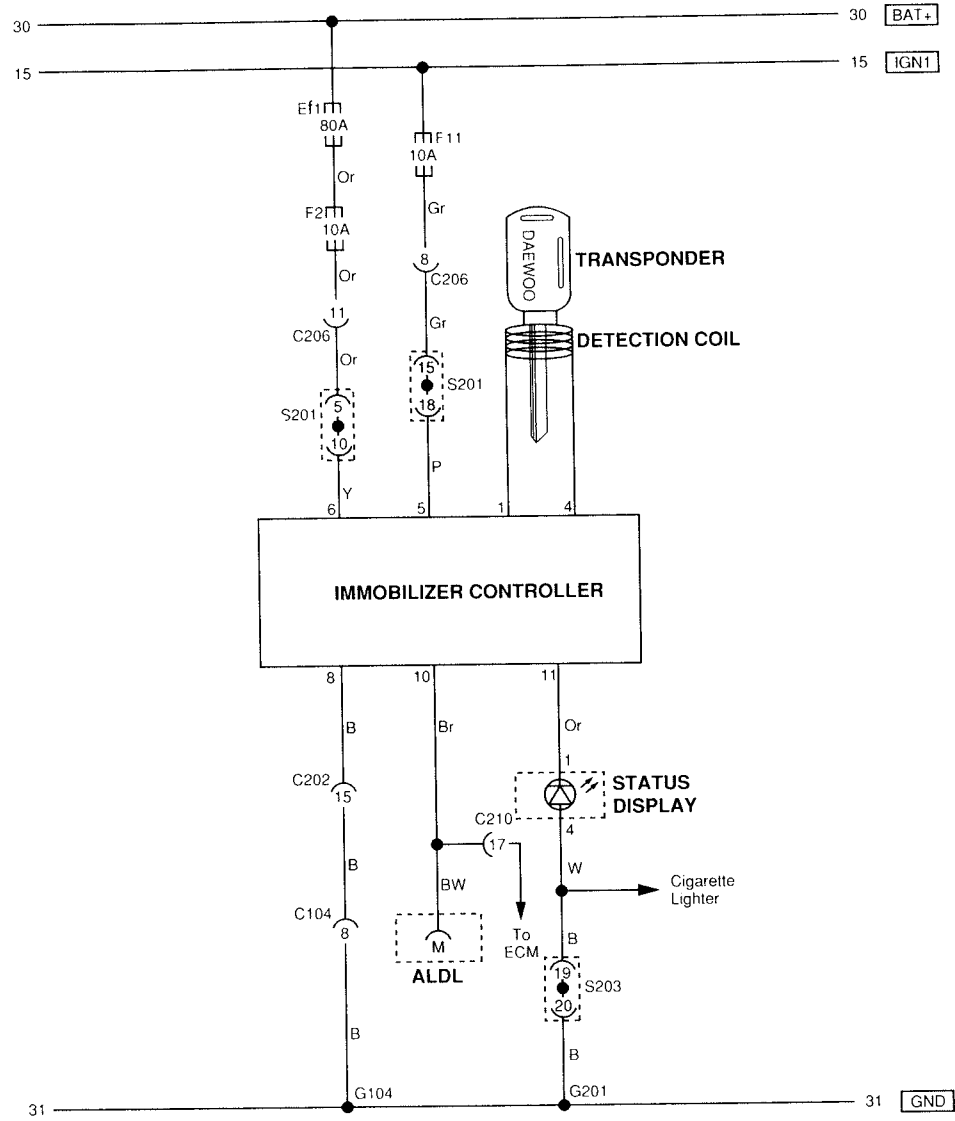 30
30 BAT+
15
15 IGN1
Ef1
80A
F11
10A
Or
Gr
F2
10A
DAEWOO
TRANSPONDER
8
C206
Or
11
C206
Gr
DETECTION COIL
Or
15
S201
18
S201
5
10
P
Y
6
5
1
4
IMMOBILIZER CONTROLLER
8
10
11
B
Br
Or
1
C202
15
STATUS
DISPLAY
C210
17
4
B
BW
W
Cigarette
Lighter
C104
8
M
ALDL
To
ECM
B
19
S203
20
B
B
G104
G201
31
31 GND